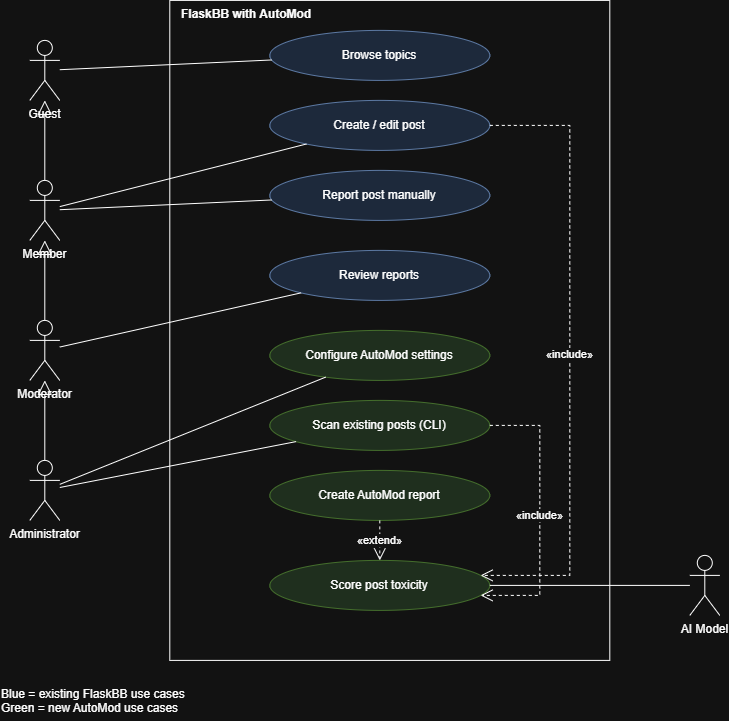 FlaskBB with AutoMod
Browse topics
Guest
Create / edit post
Report post manually
Member
Review reports
«include»
Configure AutoMod settings
Moderator
Scan existing posts (CLI)
Create AutoMod report
«include»
Administrator
«extend»
Score post toxicity
AI Model
Blue = existing FlaskBB use cases
Green = new AutoMod use cases